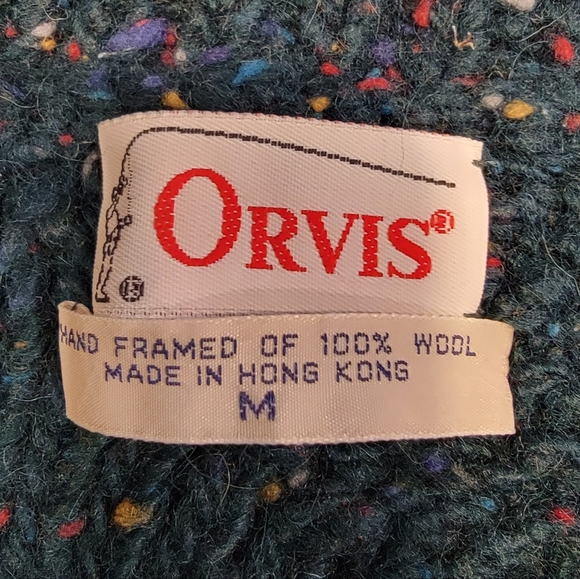 ORVIS®
®
HAND FRAMED OF 100% WOOL
MADE IN HONG KONG
M